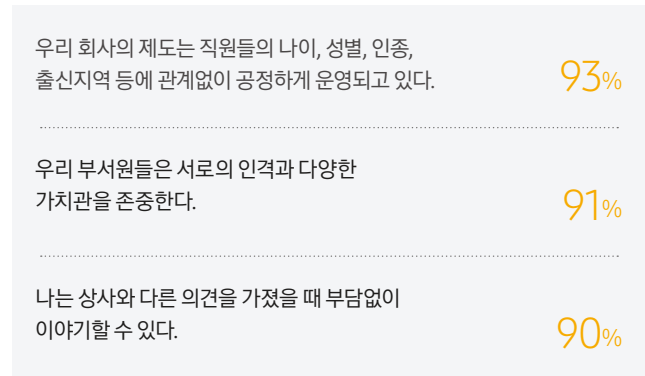 우리 회사의 제도는 직원들의 나이, 성별, 인종,
출신지역 등에 관계없이 공정하게 운영되고 있다.
93%
우리 부서원들은 서로의 인격과 다양한
가치관을 존중한다.
91%
나는 상사와 다른 의견을 가졌을 때 부담없이
이야기할 수 있다.
90%